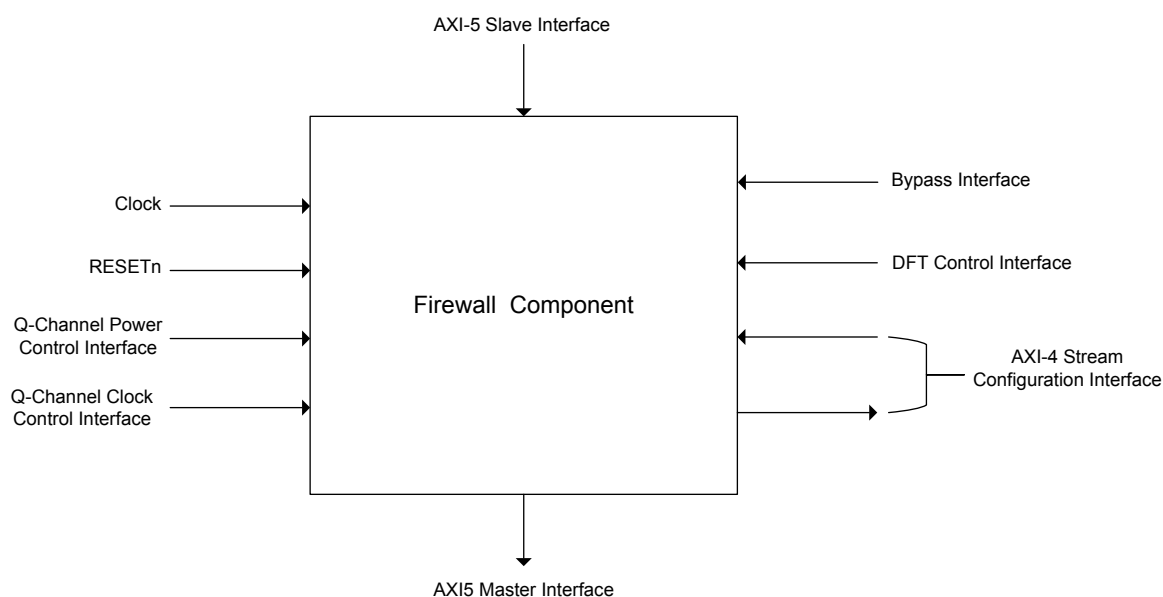 AXI-5 Slave Interface
Clock
RESETn
Q-Channel Power
Control Interface
Q-Channel Clock
Control Interface
Firewall Component
Bypass Interface
DFT Control Interface
AXI-4 Stream
Configuration Interface
AXI5 Master Interface